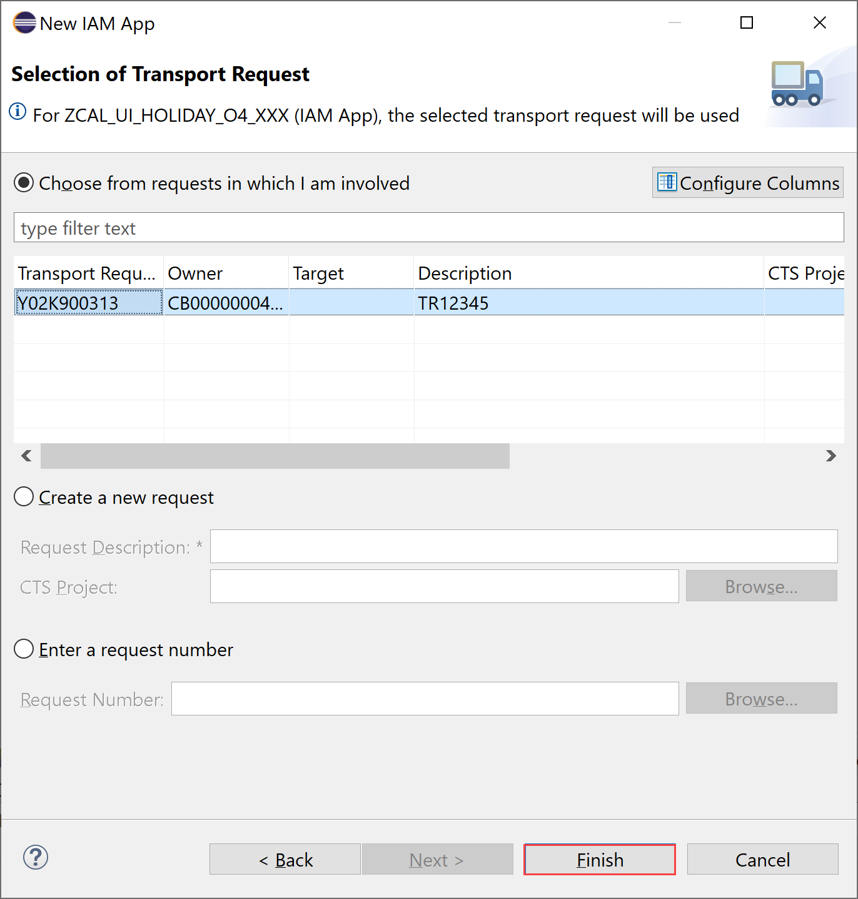 New IAM App
Selection of Transport Request
For ZCAL_UI_HOLIDAY_O4_XXX (IAM App), the selected transport request will be used
Choose from requests in which I am involved
Configure Columns
type filter text
Transport Requ... Owner Target Description CTS Proje
Y02K900313 CB00000004... TR12345
Create a new request
Request Description: *
CTS Project: Browse...
Enter a request number
Request Number: Browse...
? < Back Next > Finish Cancel